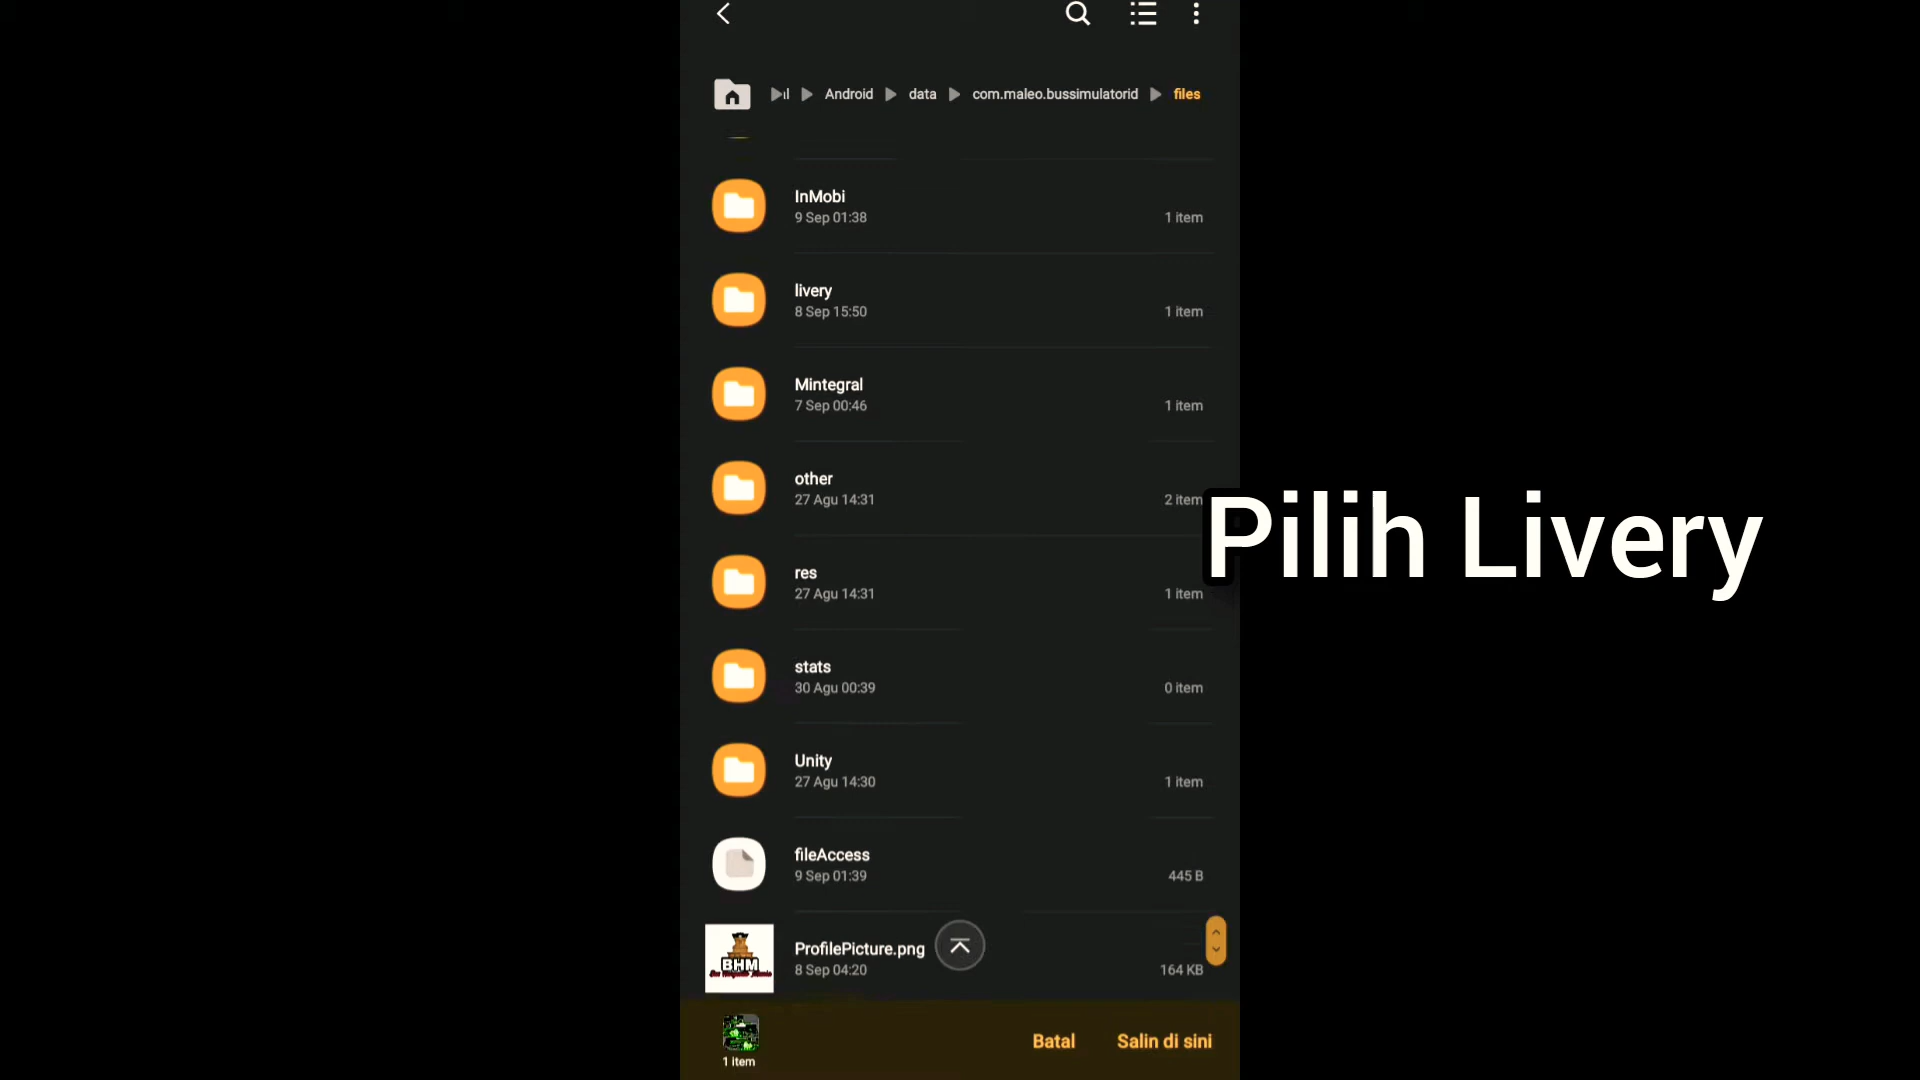 ıl Android data com.maleo.bussimulatorid files
InMobi
9 Sep 01:38 1 item
livery
8 Sep 15:50 1 item
Mintegral
7 Sep 00:46 1 item
other
27 Agu 14:31 2 item
Pilih Livery
res
27 Agu 14:31 1 item
stats
30 Agu 00:39 0 item
Unity
27 Agu 14:30 1 item
fileAccess
9 Sep 01:39 445 B
BHM
ProfilePicture.png
8 Sep 04:20 164 KB
1 item
Batal Salin di sini